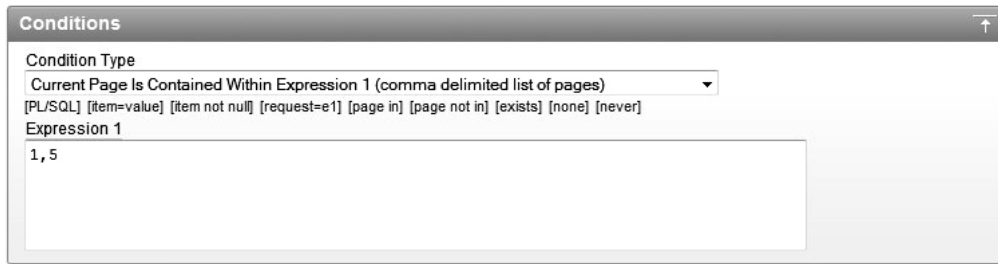 Conditions
Condition Type
Current Page Is Contained Within Expression 1 (comma delimited list of pages)
[PL/SQL] [item=value] [item not null] [request=e1] [page in] [page not in] [exists] [none] [never]
Expression 1
1,5